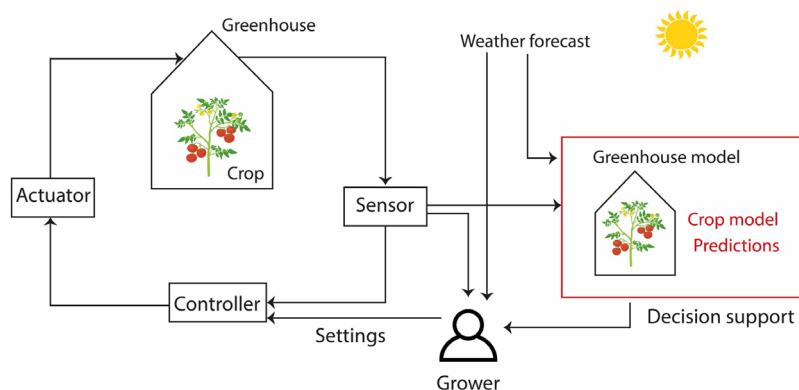 Greenhouse
Weather forecast
Greenhouse model
Crop
Actuator
Sensor
Crop model
Predictions
Controller
Settings
Decision support
Grower